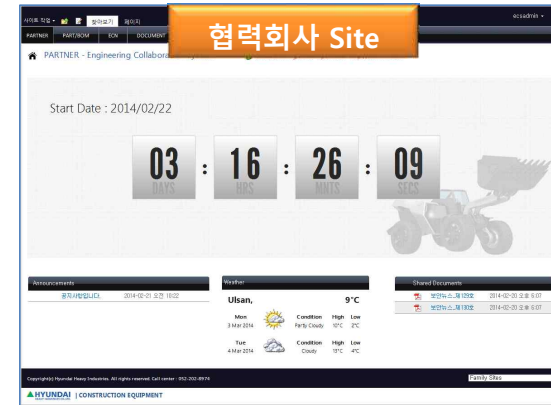 사이트 작업 찾아보기 페이지
협력회사 Site
ecsadmin
PARTNER PART/BOM ECN DOCUMENT
PARTNER - Engineering Collabora
Start Date : 2014/02/22
03 : 16 : 26 : 09
DAYS HRS MNTS SECS
Announcements
공지사항입니다. 2014-02-21 오전 10:22
Weather
Ulsan, 9°C
Mon Condition High Low
3 Mar 2014 Partly Cloudy 10°C 2°C
Tue Condition High Low
4 Mar 2014 Cloudy 13°C 4°C
Shared Documents
보안뉴스_제129호 2014-02-20 오후 6:07
보안뉴스_제130호 2014-02-20 오후 6:07
Copyright(c) Hyundai Heavy Industries. All rights reserved. Call center : 052-202-8974
Family Sites
HYUNDAI | CONSTRUCTION EQUIPMENT